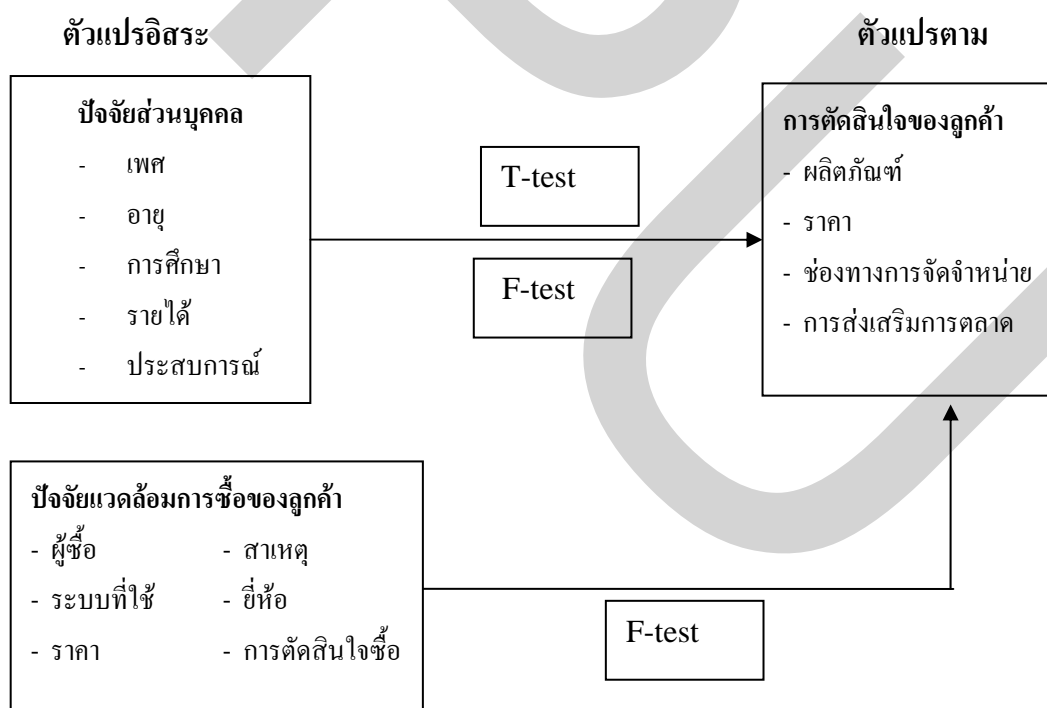 ตัวแปรอิสระ
ตัวแปรตาม
ปัจจัยส่วนบุคคล
- เพศ
- อายุ
- การศึกษา
- รายได้
- ประสบการณ์
T-test
F-test
การตัดสินใจของลูกค้า
- ผลิตภัณฑ์
- ราคา
- ช่องทางการจัดจำหน่าย
- การส่งเสริมการตลาด
ปัจจัยแวดล้อมการซื้อของลูกค้า
- ผู้ซื้อ - สาเหตุ
- ระบบที่ใช้ - ยี่ห้อ
- ราคา - การตัดสินใจซื้อ
F-test